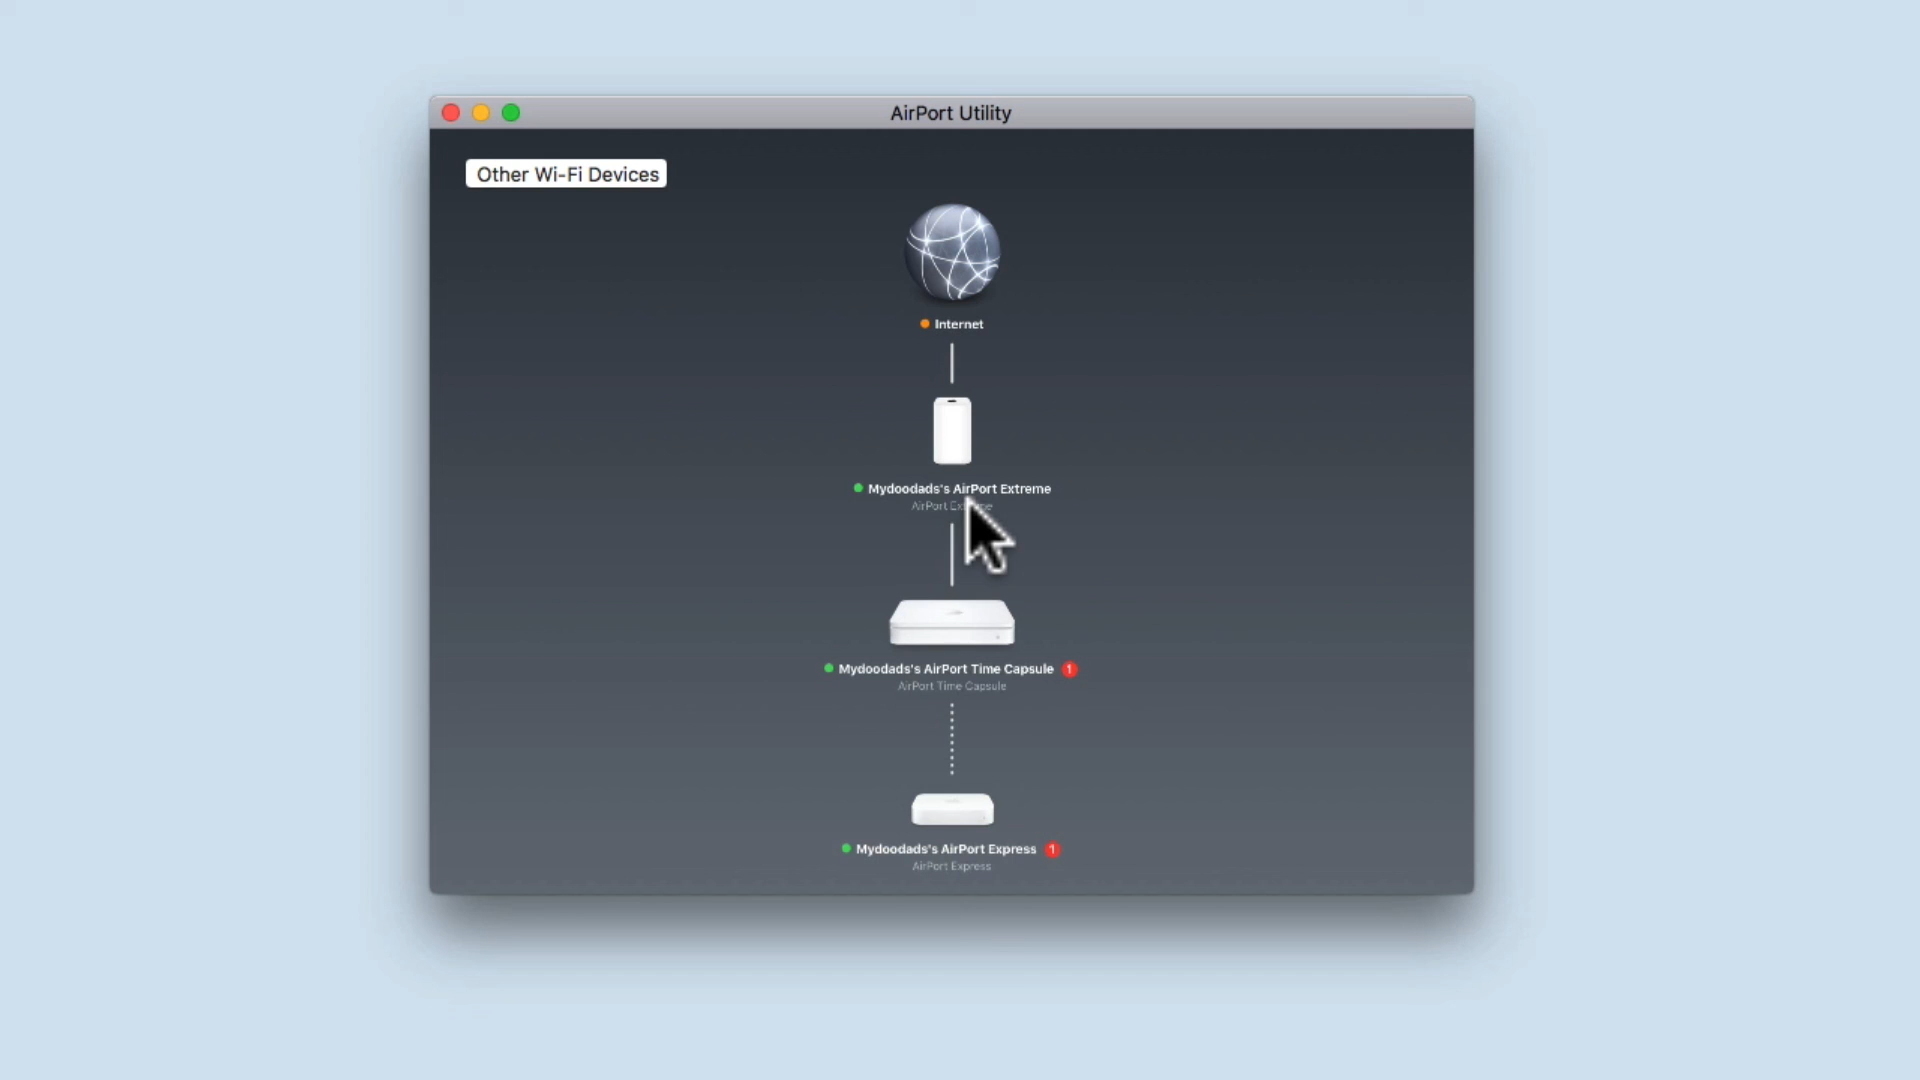 AirPort Utility
Other Wi-Fi Devices
Internet
Mydoodads's AirPort Extreme
AirPort
Mydoodads's AirPort Time Capsule 1
AirPort Time Capsule
Mydoodads's AirPort Express 1
AirPort Express